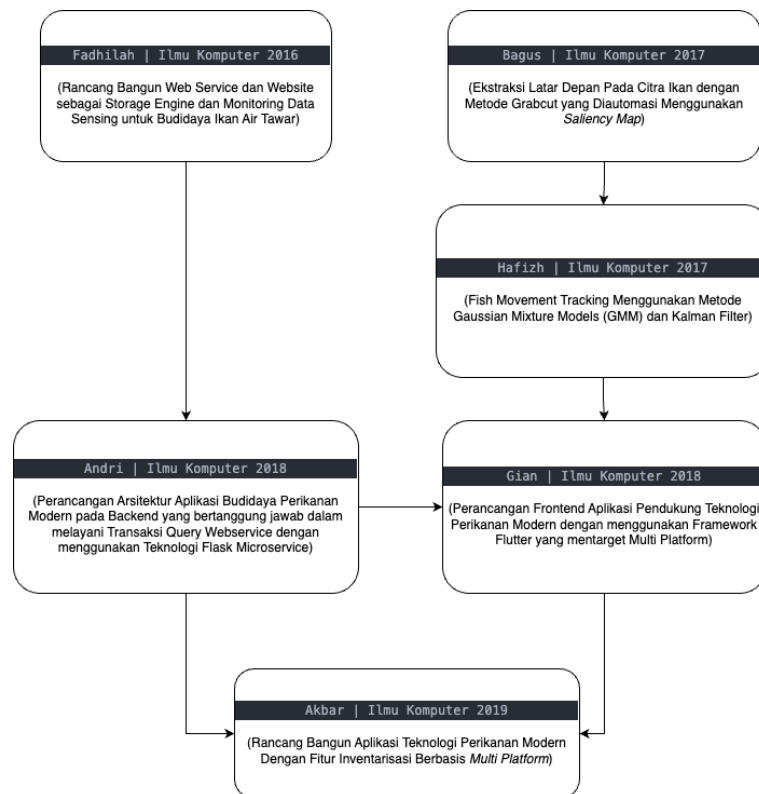 Fadhilah | Ilmu Komputer 2016
(Rancang Bangun Web Service dan Website
sebagai Storage Engine dan Monitoring Data
Sensing untuk Budidaya Ikan Air Tawar)
Bagus | Ilmu Komputer 2017
(Ekstraksi Latar Depan Pada Citra Ikan dengan
Metode Grabcut yang Diautomasi Menggunakan
Saliency Map)
Hafizh | Ilmu Komputer 2017
(Fish Movement Tracking Menggunakan Metode
Gaussian Mixture Models (GMM) dan Kalman Filter)
Andri | Ilmu Komputer 2018
(Perancangan Arsitektur Aplikasi Budidaya Perikanan
Modern pada Backend yang bertanggung jawab dalam
melayani Transaksi Query Webservice dengan
menggunakan Teknologi Flask Microservice)
Gian | Ilmu Komputer 2018
(Perancangan Frontend Aplikasi Pendukung Teknologi
Perikanan Modern dengan menggunakan Framework
Flutter yang mentarget Multi Platform)
Akbar | Ilmu Komputer 2019
(Rancang Bangun Aplikasi Teknologi Perikanan Modern
Dengan Fitur Inventarisasi Berbasis Multi Platform)